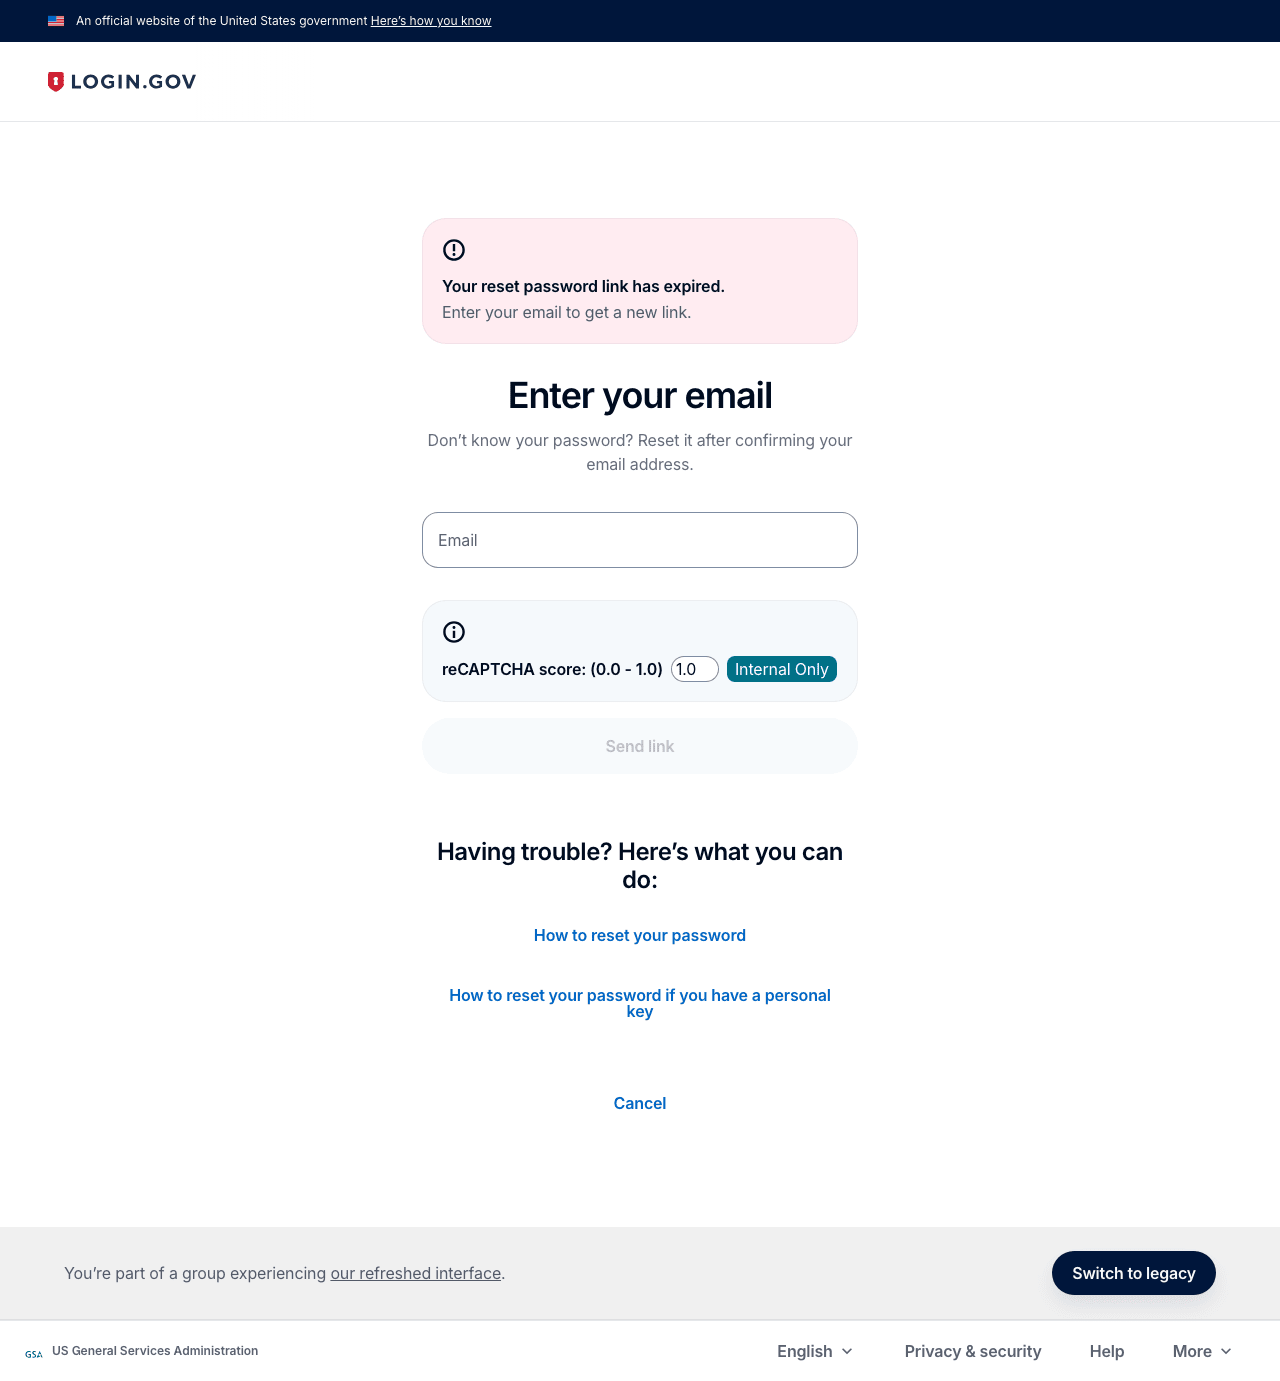 An official website of the United States government Here’s how you know
LOGIN.GOV
Your reset password link has expired.
Enter your email to get a new link.
Enter your email
Don’t know your password? Reset it after confirming your
email address.
Email
reCAPTCHA score: (0.0 - 1.0) 1.0 Internal Only
Send link
Having trouble? Here’s what you can
do:
How to reset your password
How to reset your password if you have a personal
key
Cancel
You’re part of a group experiencing our refreshed interface.
Switch to legacy
GSA US General Services Administration
English
Privacy & security
Help
More